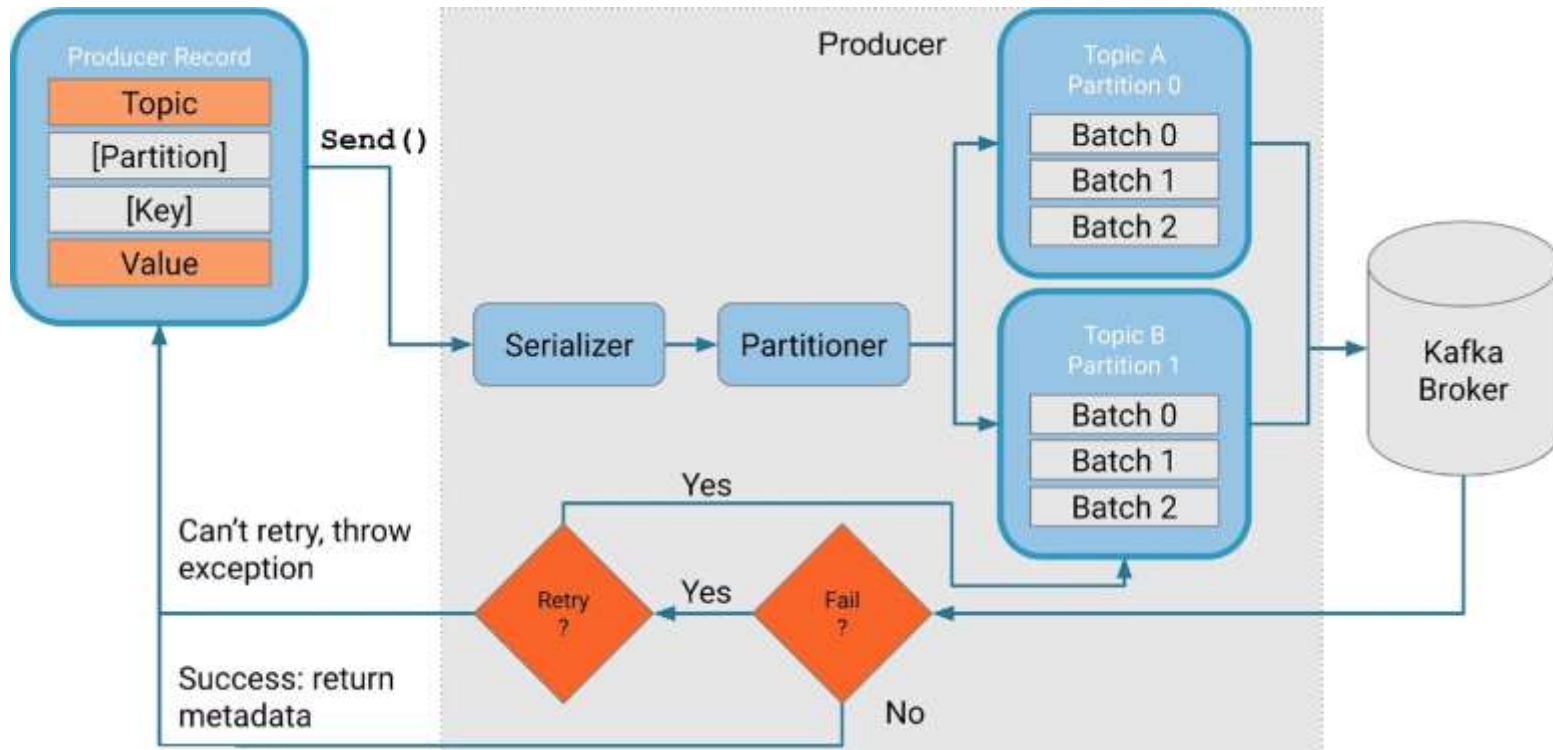 Producer Record
Topic
[Partition]
[Key]
Value
Send()
Producer
Serializer
Partitioner
Topic A
Partition 0
Batch 0
Batch 1
Batch 2
Topic B
Partition 1
Batch 0
Batch 1
Batch 2
Kafka
Broker
Yes
Can't retry, throw
exception
Retry
?
Yes
Fail
?
Success: return
metadata
No